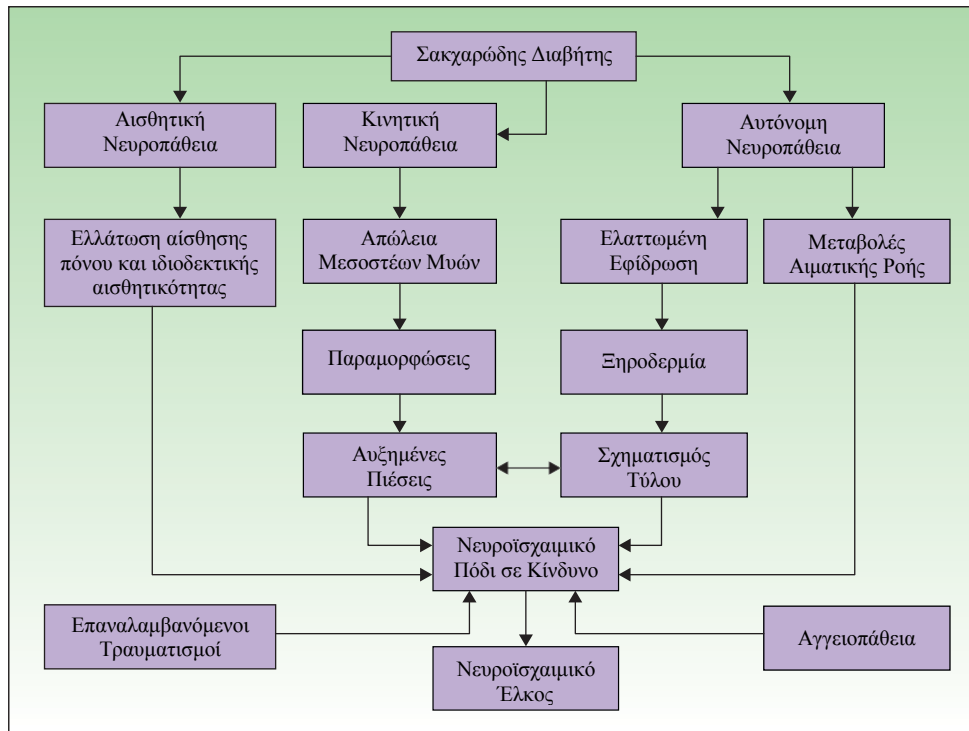 Σακχαρώδης Διαβήτης
Αισθητική
Νευροπάθεια
Κινητική
Νευροπάθεια
Αυτόνομη
Νευροπάθεια
Ελλάτωση αίσθησης
πόνου και ιδιοδεκτικής
αισθητικότητας
Απώλεια
Μεσοστέων Μυών
Ελαττωμένη
Εφίδρωση
Μεταβολές
Αιματικής Ροής
Παραμορφώσεις
Ξηροδερμία
Αυξημένες
Πιέσεις
Σχηματισμός
Τύλου
Νευροϊσχαιμικό
Πόδι σε Κίνδυνο
Επαναλαμβανόμενοι
Τραυματισμοί
Αγγειοπάθεια
Νευροϊσχαιμικό
Έλκος